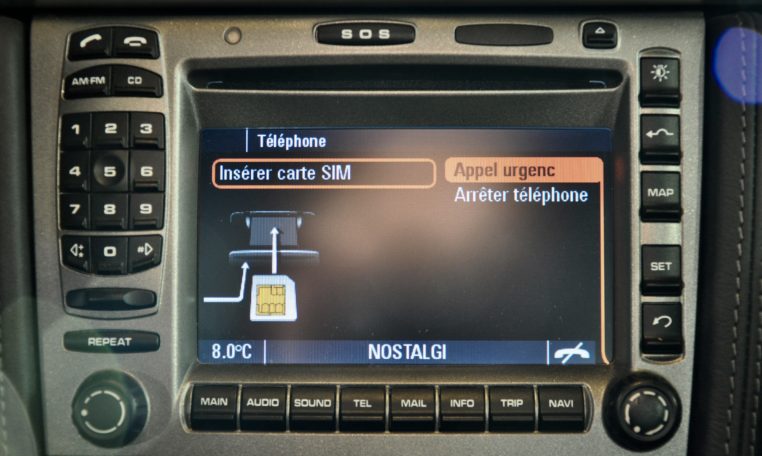 SOS
AM·FM CD
1 2 3
4 5 6
7 8 9
0 #
REPEAT
Téléphone
Insérer carte SIM
Appel urgenc
Arrêter téléphone
8.0°C NOSTALGI
MAP
SET
MAIN AUDIO SOUND TEL MAIL INFO TRIP NAVI